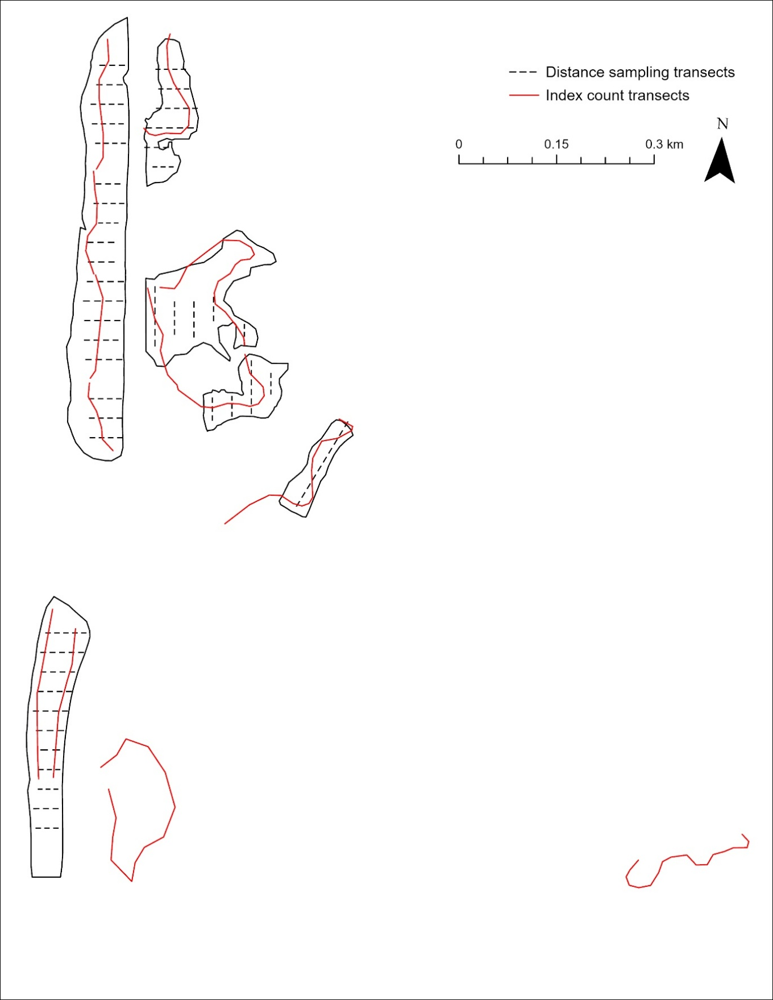 Distance sampling transects
Index count transects
N
0 0.15 0.3 km